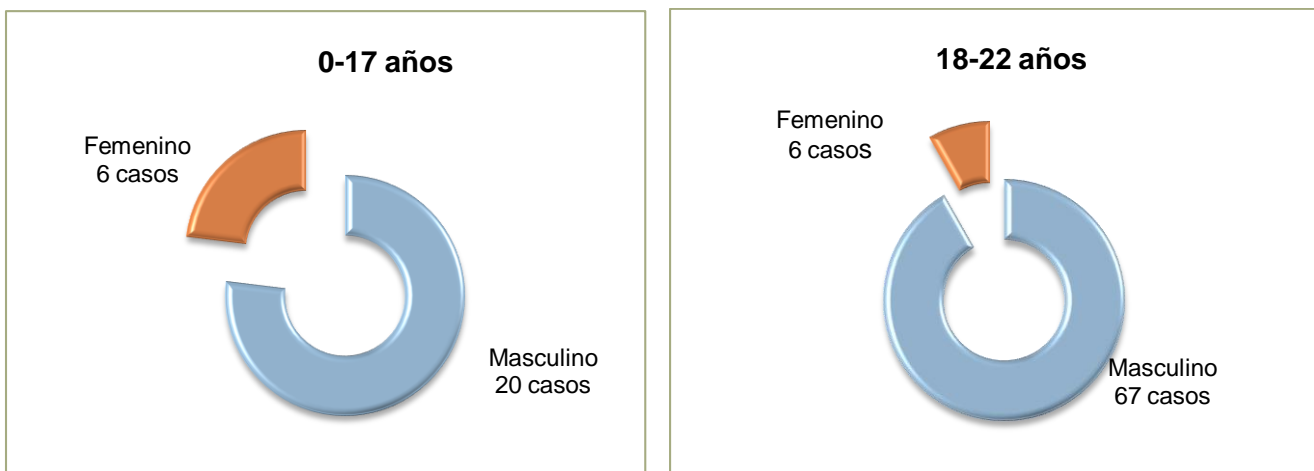 0-17 años
Femenino
6 casos
Masculino
20 casos
18-22 años
Femenino
6 casos
Masculino
67 casos